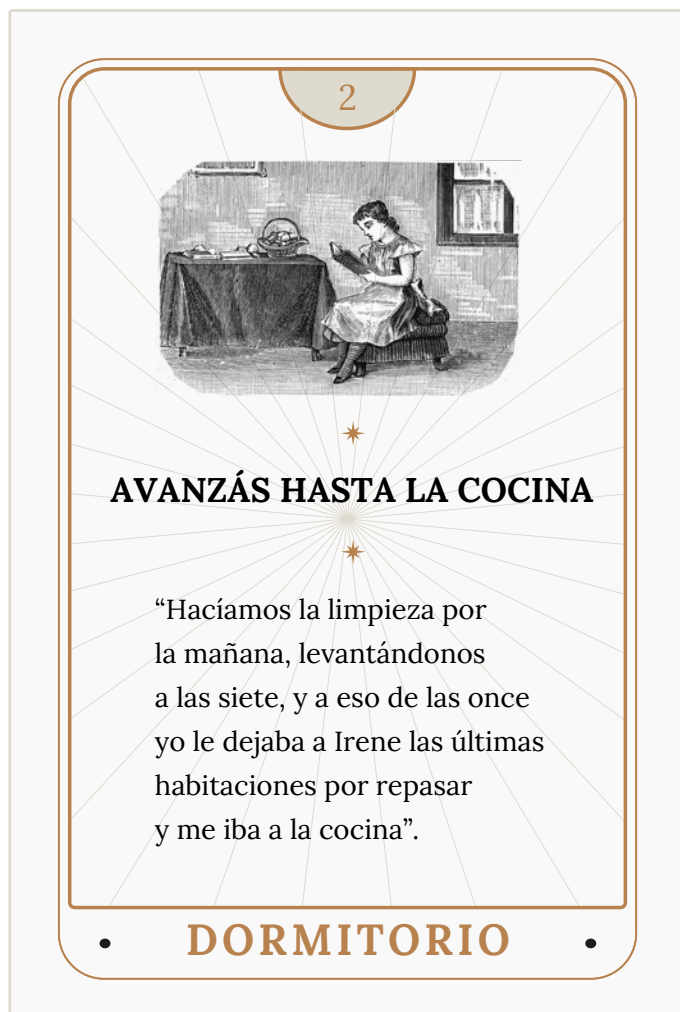 2
AVANZÁS HASTA LA COCINA
“Hacíamos la limpieza por
la mañana, levantándonos
a las siete, y a eso de las once
yo le dejaba a Irene las últimas
habitaciones por repasar
y me iba a la cocina”.
DORMITORIO